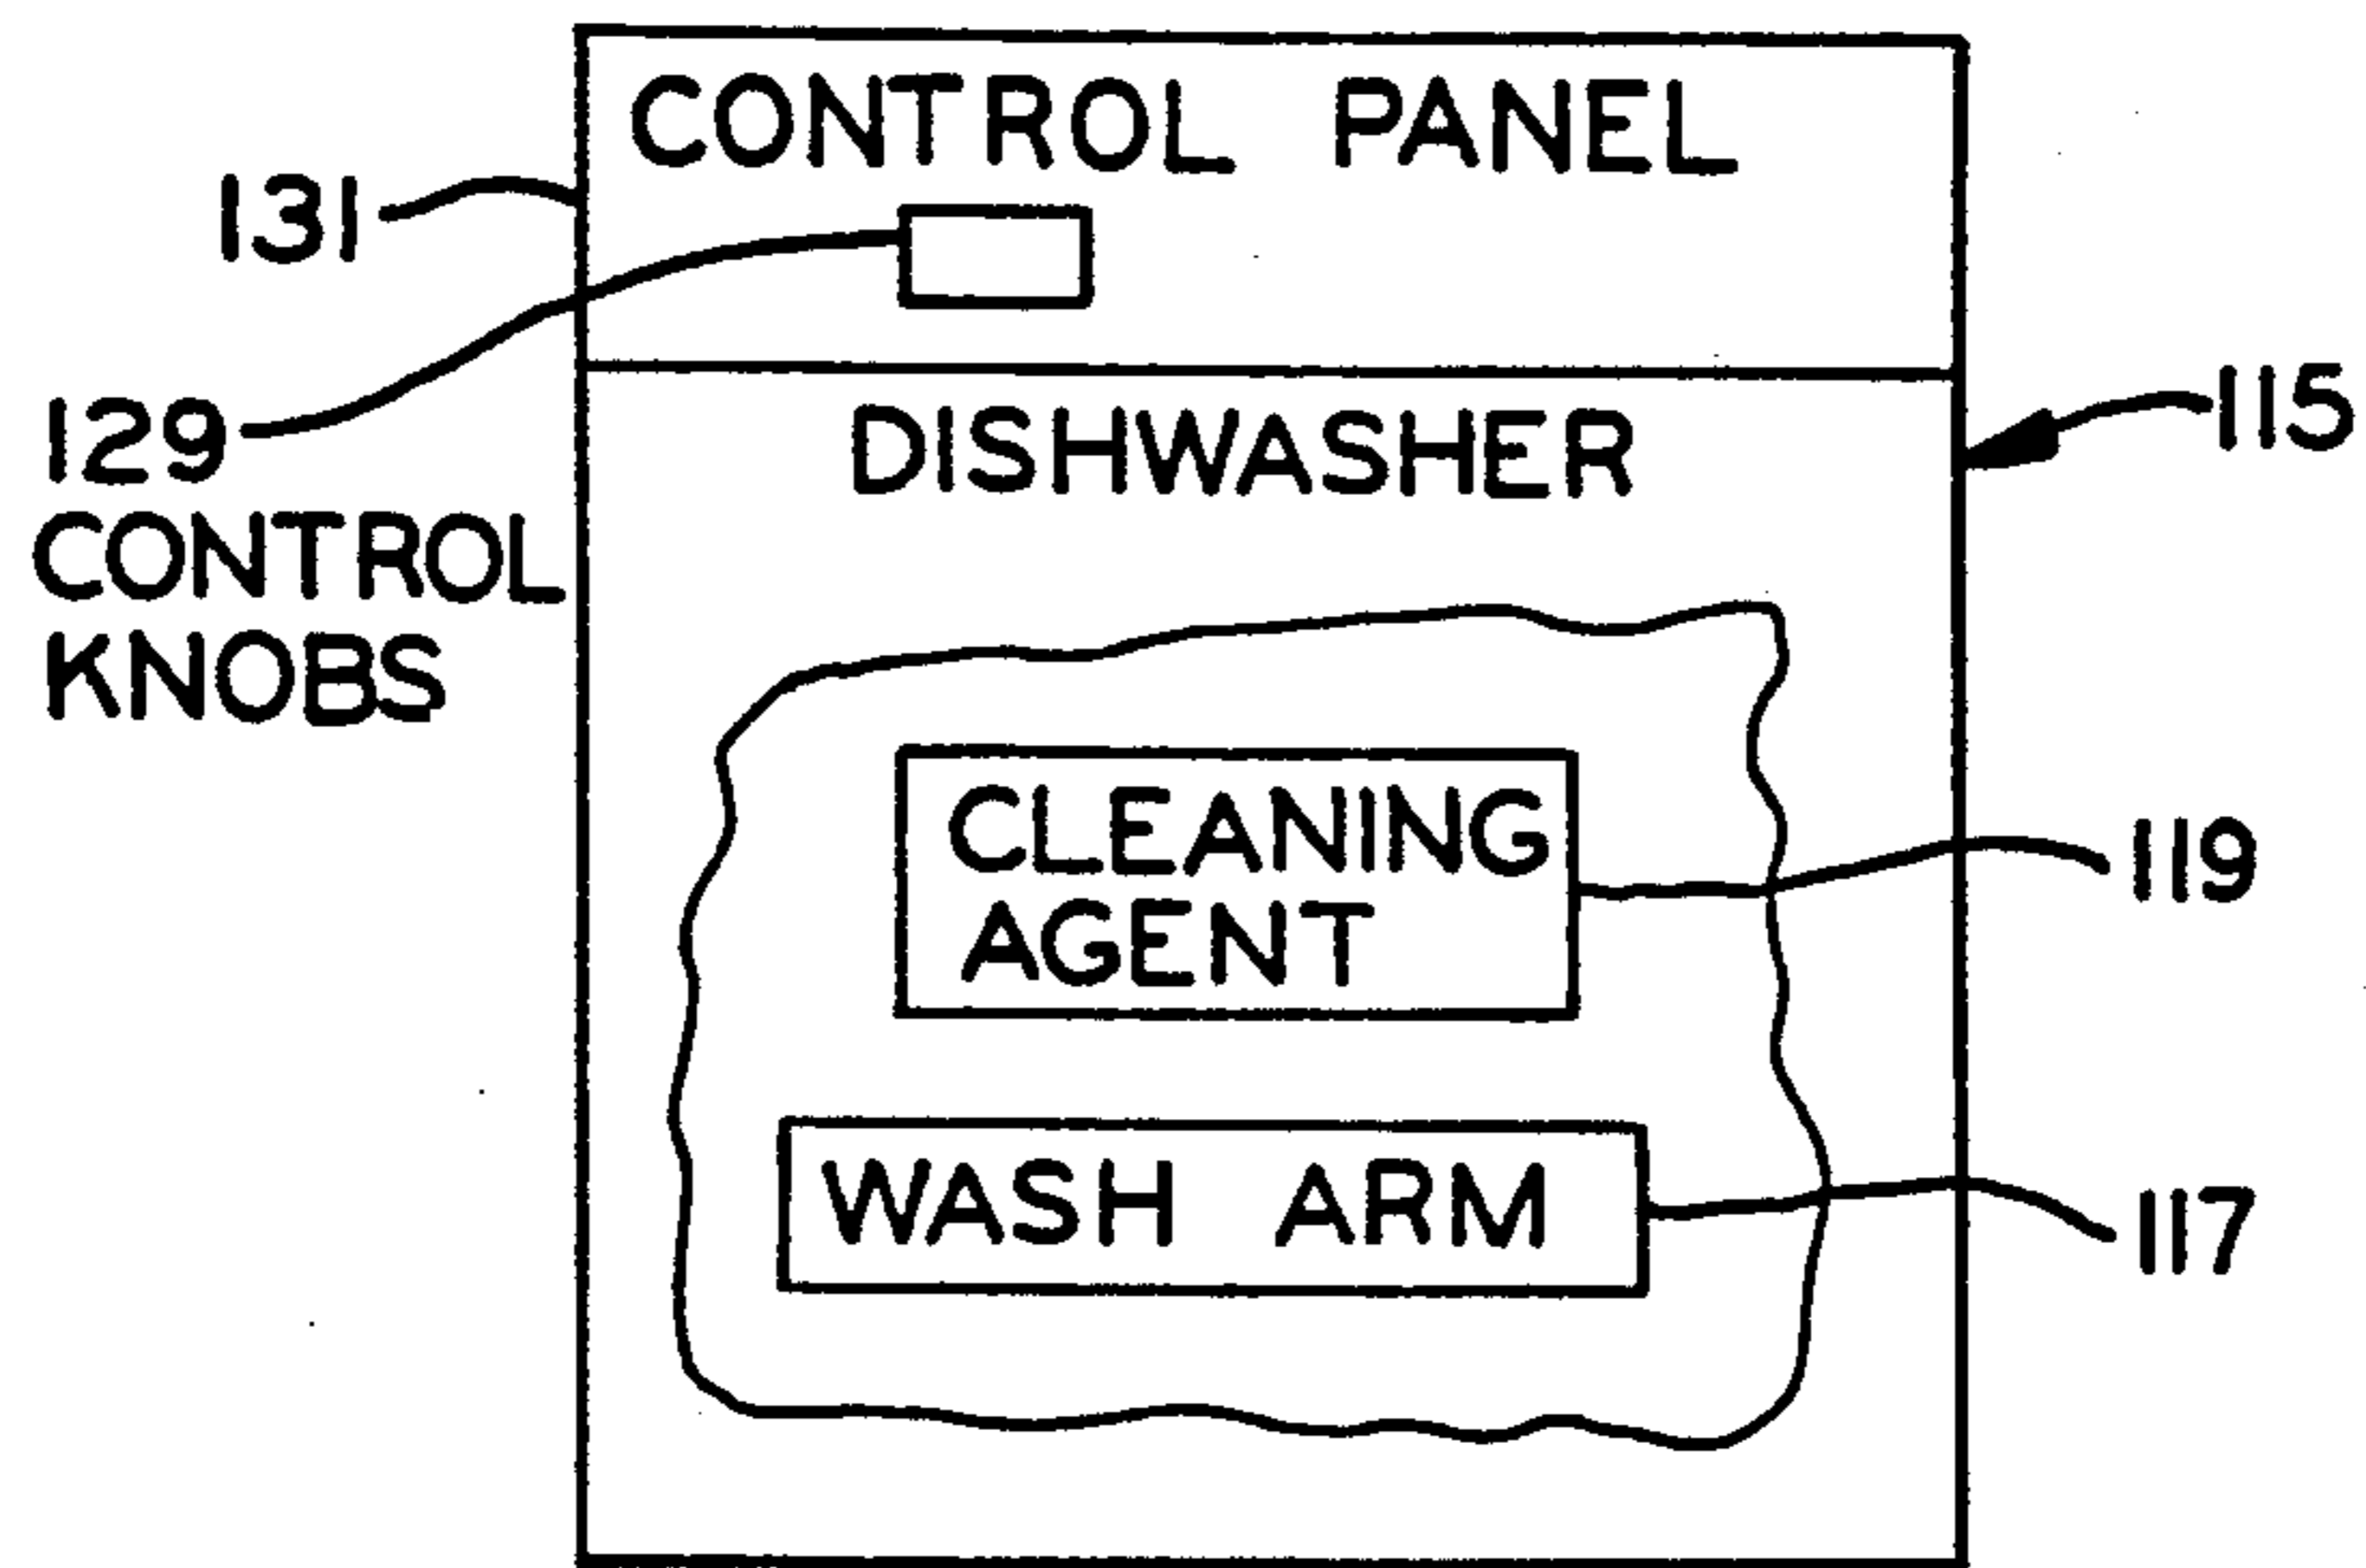 CONTROL PANEL
131
129
CONTROL
KNOBS
DISHWASHER
115
CLEANING
AGENT
119
WASH ARM
117